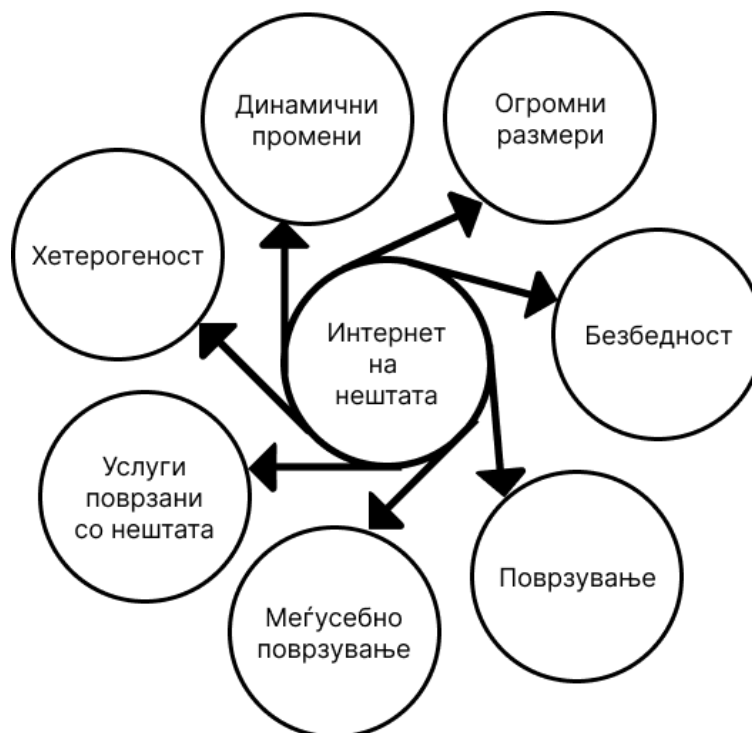 Динамични
промени
Огромни
размери
Хетерогеност
Интернет
на
нештата
Безбедност
Услуги
поврзани
со нештата
Поврзување
Меѓусебно
поврзување